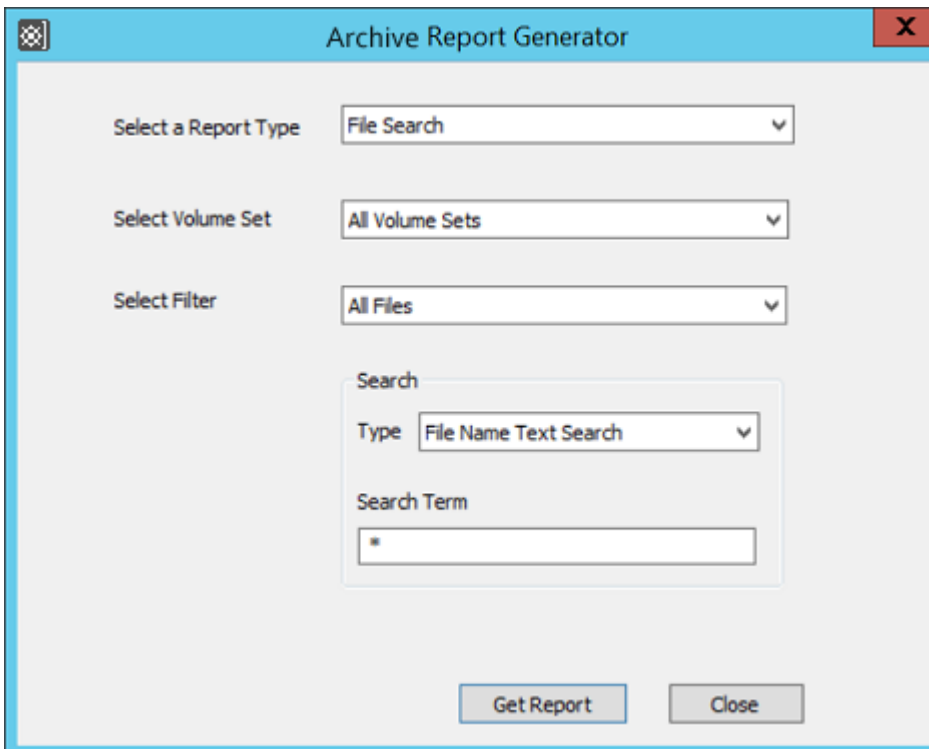 Archive Report Generator
X
Select a Report Type
File Search
Select Volume Set
All Volume Sets
Select Filter
All Files
Search
Type
File Name Text Search
Search Term
*
Get Report
Close